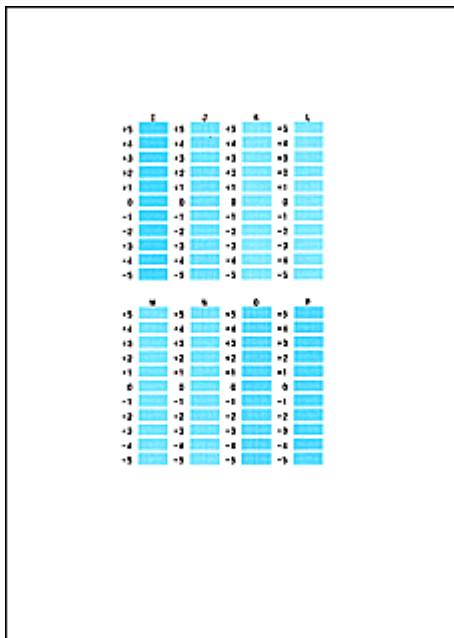 I J K L
+5 +5 +5 +5
+4 +4 +4 +4
+3 +3 +3 +3
+2 +2 +2 +2
+1 +1 +1 +1
0 0 0 0
-1 -1 -1 -1
-2 -2 -2 -2
-3 -3 -3 -3
-4 -4 -4 -4
-5 -5 -5 -5
M N O P
+5 +5 +5 +5
+4 +4 +4 +4
+3 +3 +3 +3
+2 +2 +2 +2
+1 +1 +1 +1
0 0 0 0
-1 -1 -1 -1
-2 -2 -2 -2
-3 -3 -3 -3
-4 -4 -4 -4
-5 -5 -5 -5